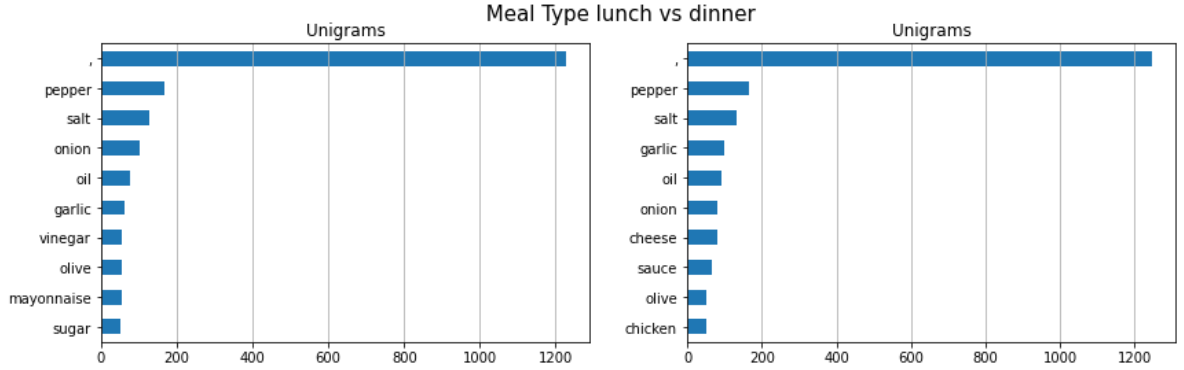 Meal Type lunch vs dinner
Unigrams
,
pepper
salt
onion
oil
garlic
vinegar
olive
mayonnaise
sugar
0 200 400 600 800 1000 1200
Unigrams
,
pepper
salt
garlic
oil
onion
cheese
sauce
olive
chicken
0 200 400 600 800 1000 1200